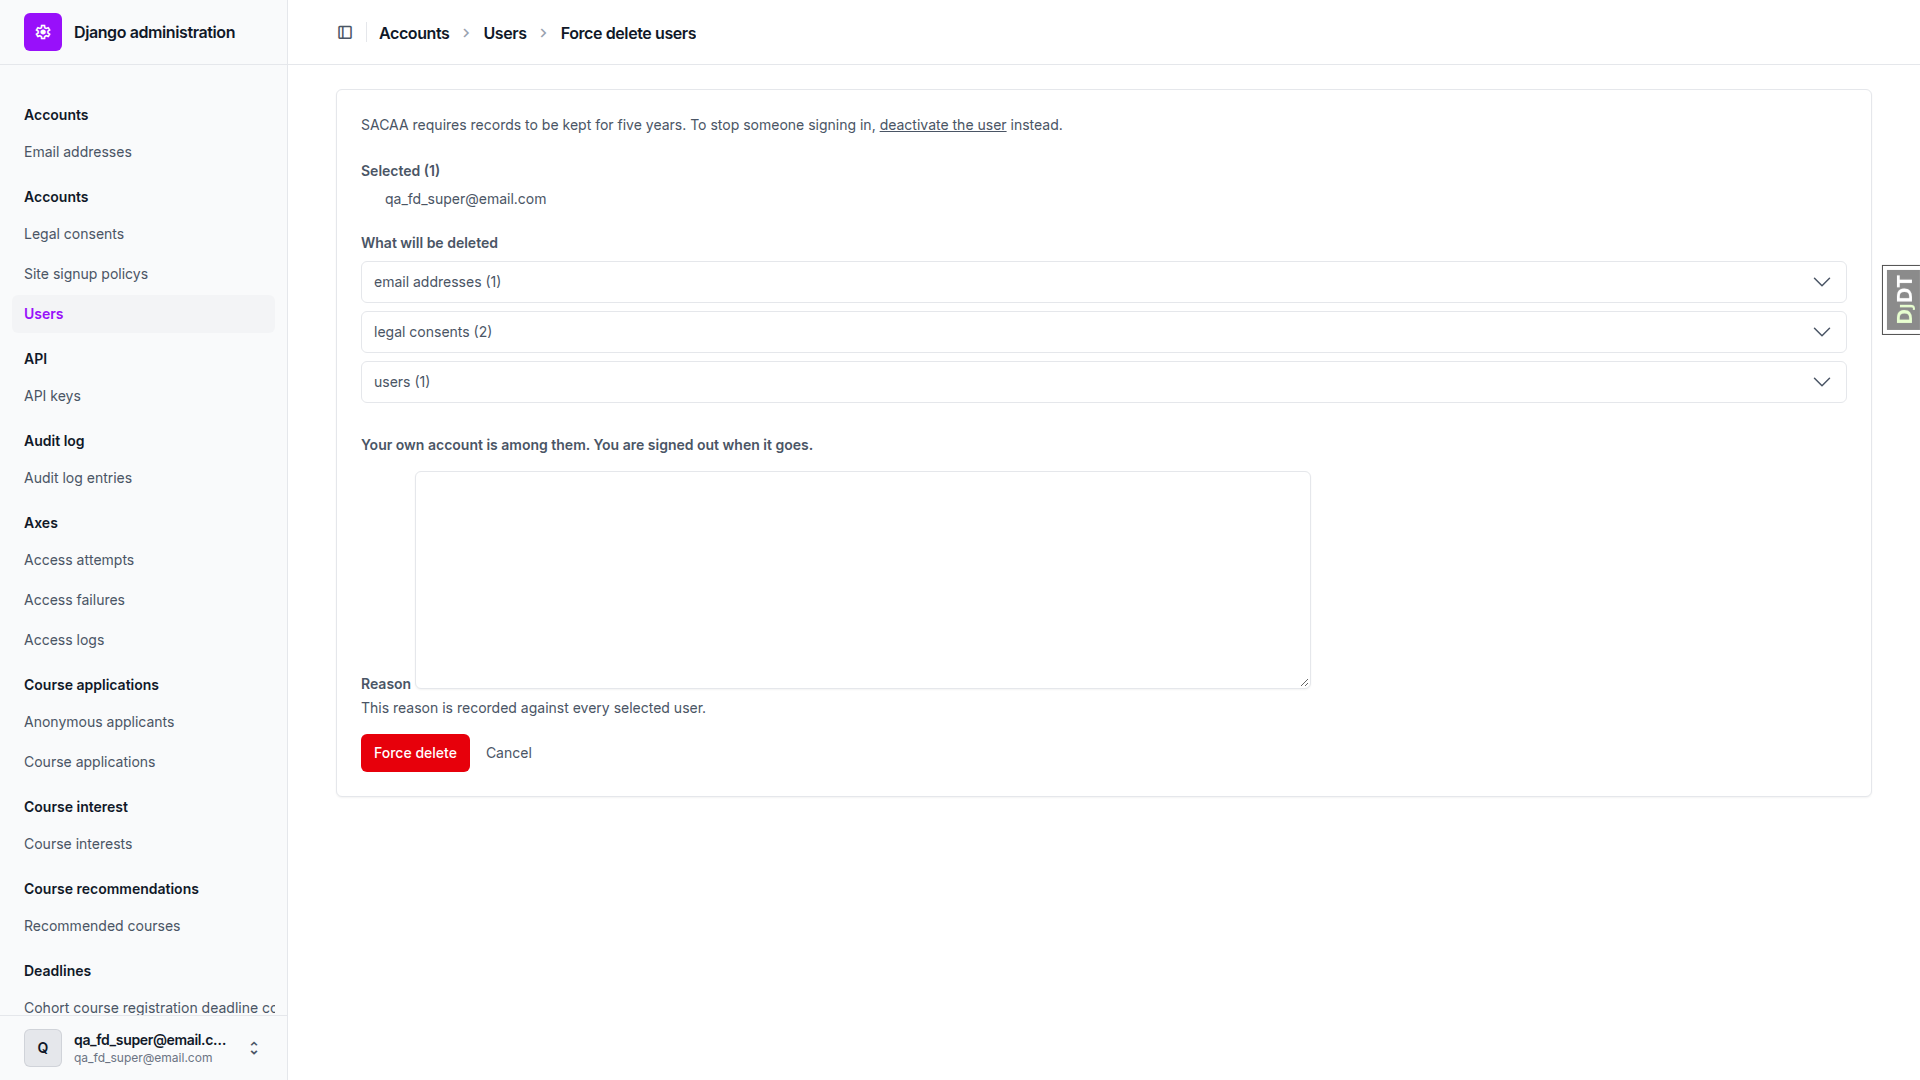 Django administration
Accounts
Users
Force delete users
Accounts
Email addresses
Accounts
Legal consents
Site signup policys
Users
API
API keys
Audit log
Audit log entries
Axes
Access attempts
Access failures
Access logs
Course applications
Anonymous applicants
Course applications
Course interest
Course interests
Course recommendations
Recommended courses
Deadlines
Cohort course registration deadline co
Q
qa_fd_super@email.c...
qa_fd_super@email.com
SACAA requires records to be kept for five years. To stop someone signing in, deactivate the user instead.
Selected (1)
qa_fd_super@email.com
What will be deleted
email addresses (1)
legal consents (2)
users (1)
Your own account is among them. You are signed out when it goes.
Reason
This reason is recorded against every selected user.
Force delete
Cancel
DjDT